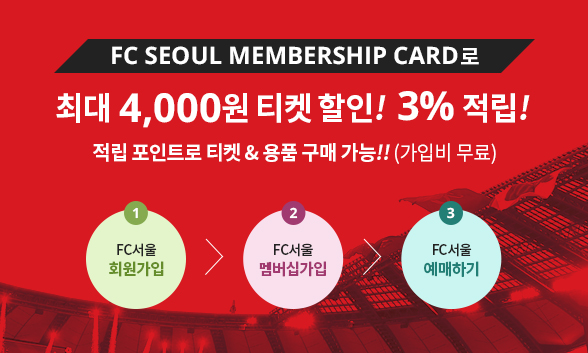 FC SEOUL MEMBERSHIP CARD로
최대 4,000원 티켓 할인! 3% 적립!
적립 포인트로 티켓 & 용품 구매 가능!! (가입비 무료)
1
FC서울
회원가입
2
FC서울
멤버십가입
3
FC서울
예매하기